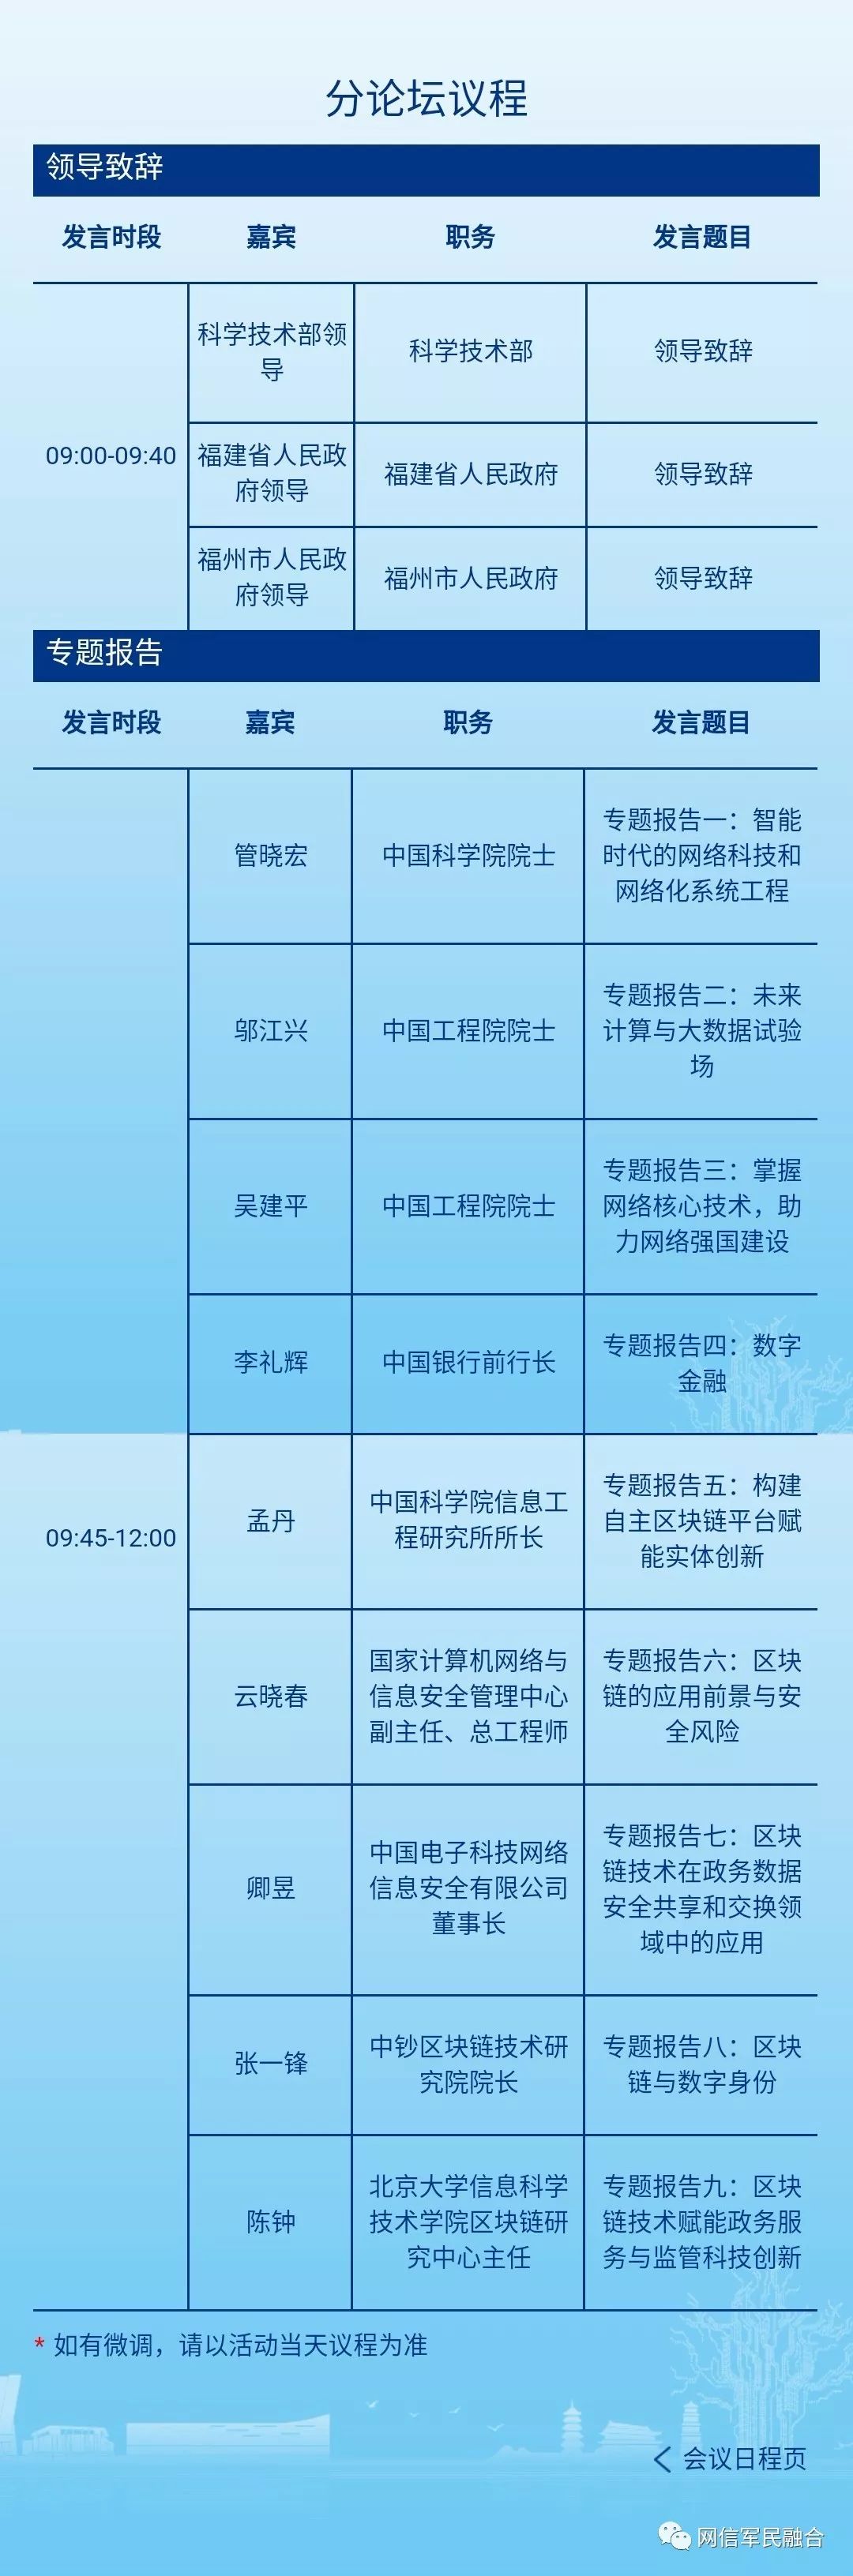 分论坛议程
领导致辞
发言时段 嘉宾 职务 发言题目
09:00-09:40
科学技术部领
导
科学技术部
领导致辞
福建省人民政
府领导
福建省人民政府
领导致辞
福州市人民政
府领导
福州市人民政府
领导致辞
专题报告
发言时段 嘉宾 职务 发言题目
09:45-12:00
管晓宏
中国科学院院士
专题报告一：智能
时代的网络科技和
网络化系统工程
邬江兴
中国工程院院士
专题报告二：未来
计算与大数据试验
场
吴建平
中国工程院院士
专题报告三：掌握
网络核心技术，助
力网络强国建设
李礼辉
中国银行前行长
专题报告四：数字
金融
孟丹
中国科学院信息工
程研究所所长
专题报告五：构建
自主区块链平台赋
能实体创新
云晓春
国家计算机网络与
信息安全管理中心
副主任、总工程师
专题报告六：区块
链的应用前景与安
全风险
卿昱
中国电子科技网络
信息安全有限公司
董事长
专题报告七：区块
链技术在政务数据
安全共享和交换领
域中的应用
张一锋
中钞区块链技术研
究院院长
专题报告八：区块
链与数字身份
陈钟
北京大学信息科学
技术学院区块链研
究中心主任
专题报告九：区块
链技术赋能政务服
务与监管科技创新
* 如有微调，请以活动当天议程为准
< 会议日程页
网信军民融合